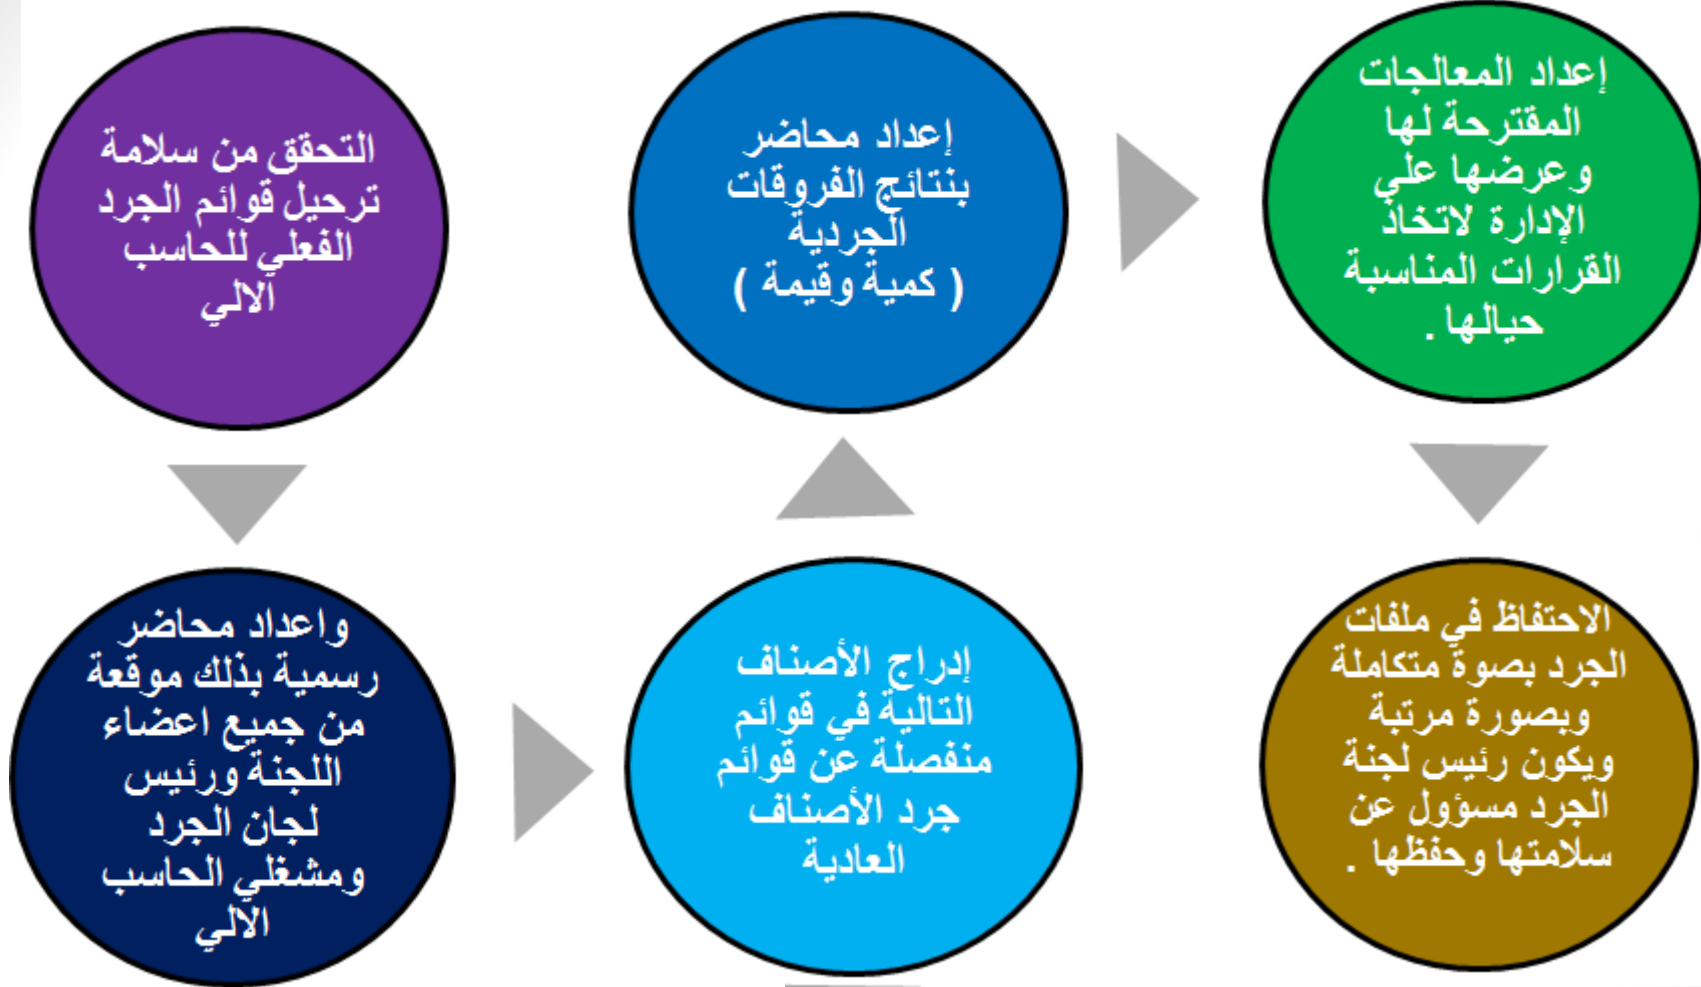 التحقق من سلامة
ترحيل قوائم الجرد
الفعلي للحاسب
الالي
واعداد محاضر
رسمية بذلك موقعة
من جميع اعضاء
اللجنة ورئيس
لجان الجرد
ومشغلي الحاسب
الالي
إدراج الأصناف
التالية في قوائم
منفصلة عن قوائم
جرد الأصناف
العادية
إعداد محاضر
بنتائج الفروقات
الجردية
( كمية وقيمة )
إعداد المعالجات
المقترحة لها
وعرضها علي
الإدارة لاتخاذ
القرارات المناسبة
حيالها .
الاحتفاظ في ملفات
الجرد بصوة متكاملة
وبصورة مرتبة
ويكون رئيس لجنة
الجرد مسؤول عن
سلامتها وحفظها .